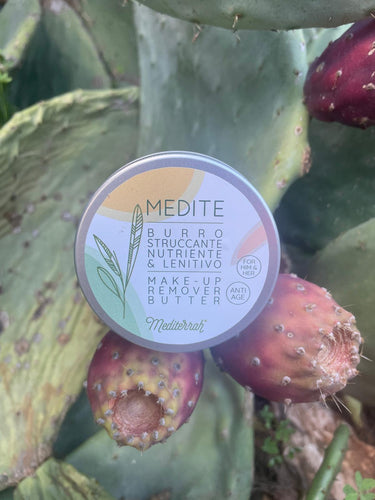 MEDITE
BURRO
STRUCCANTE
NUTRIENTE
& LENITIVO
FOR
HIM &
HER
MAKE-UP
REMOVER
BUTTER
ANTI
AGE
Mediterrah